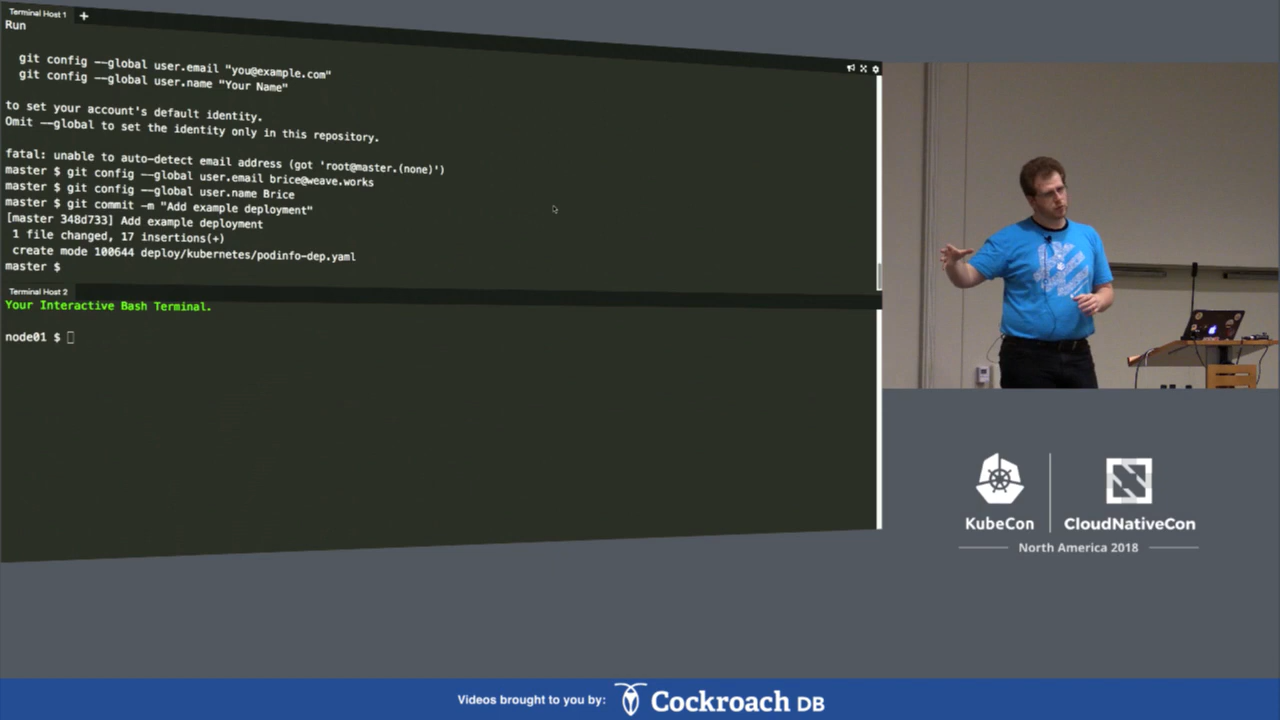 Terminal Host 1 +
Run
git config --global user.email "you@example.com"
git config --global user.name "Your Name"
to set your account's default identity.
Omit --global to set the identity only in this repository.
fatal: unable to auto-detect email address (got 'root@master.(none)')
master $ git config --global user.email brice@weave.works
master $ git config --global user.name Brice
master $ git commit -m "Add example deployment"
[master 348d733] Add example deployment
1 file changed, 17 insertions(+)
create mode 100644 deploy/kubernetes/podinfo-dep.yaml
master $
Terminal Host 2
Your Interactive Bash Terminal.
node01 $
KubeCon
CloudNativeCon
North America 2018
Videos brought to you by:
Cockroach DB